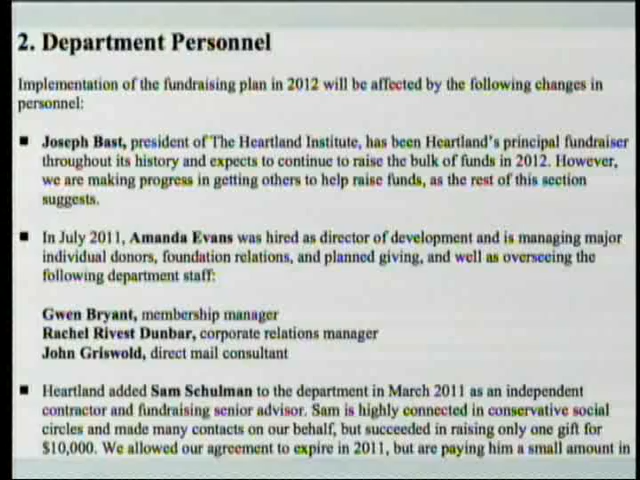 2. Department Personnel
Implementation of the fundraising plan in 2012 will be affected by the following changes in
personnel:
■ Joseph Bast, president of The Heartland Institute, has been Heartland's principal fundraiser
throughout its history and expects to continue to raise the bulk of funds in 2012. However,
we are making progress in getting others to help raise funds, as the rest of this section
suggests.
■ In July 2011, Amanda Evans was hired as director of development and is managing major
individual donors, foundation relations, and planned giving, and well as overseeing the
following department staff:
Gwen Bryant, membership manager
Rachel Rivest Dunbar, corporate relations manager
John Griswold, direct mail consultant
■ Heartland added Sam Schulman to the department in March 2011 as an independent
contractor and fundraising senior advisor. Sam is highly connected in conservative social
circles and made many contacts on our behalf, but succeeded in raising only one gift for
$10,000. We allowed our agreement to expire in 2011, but are paying him a small amount in